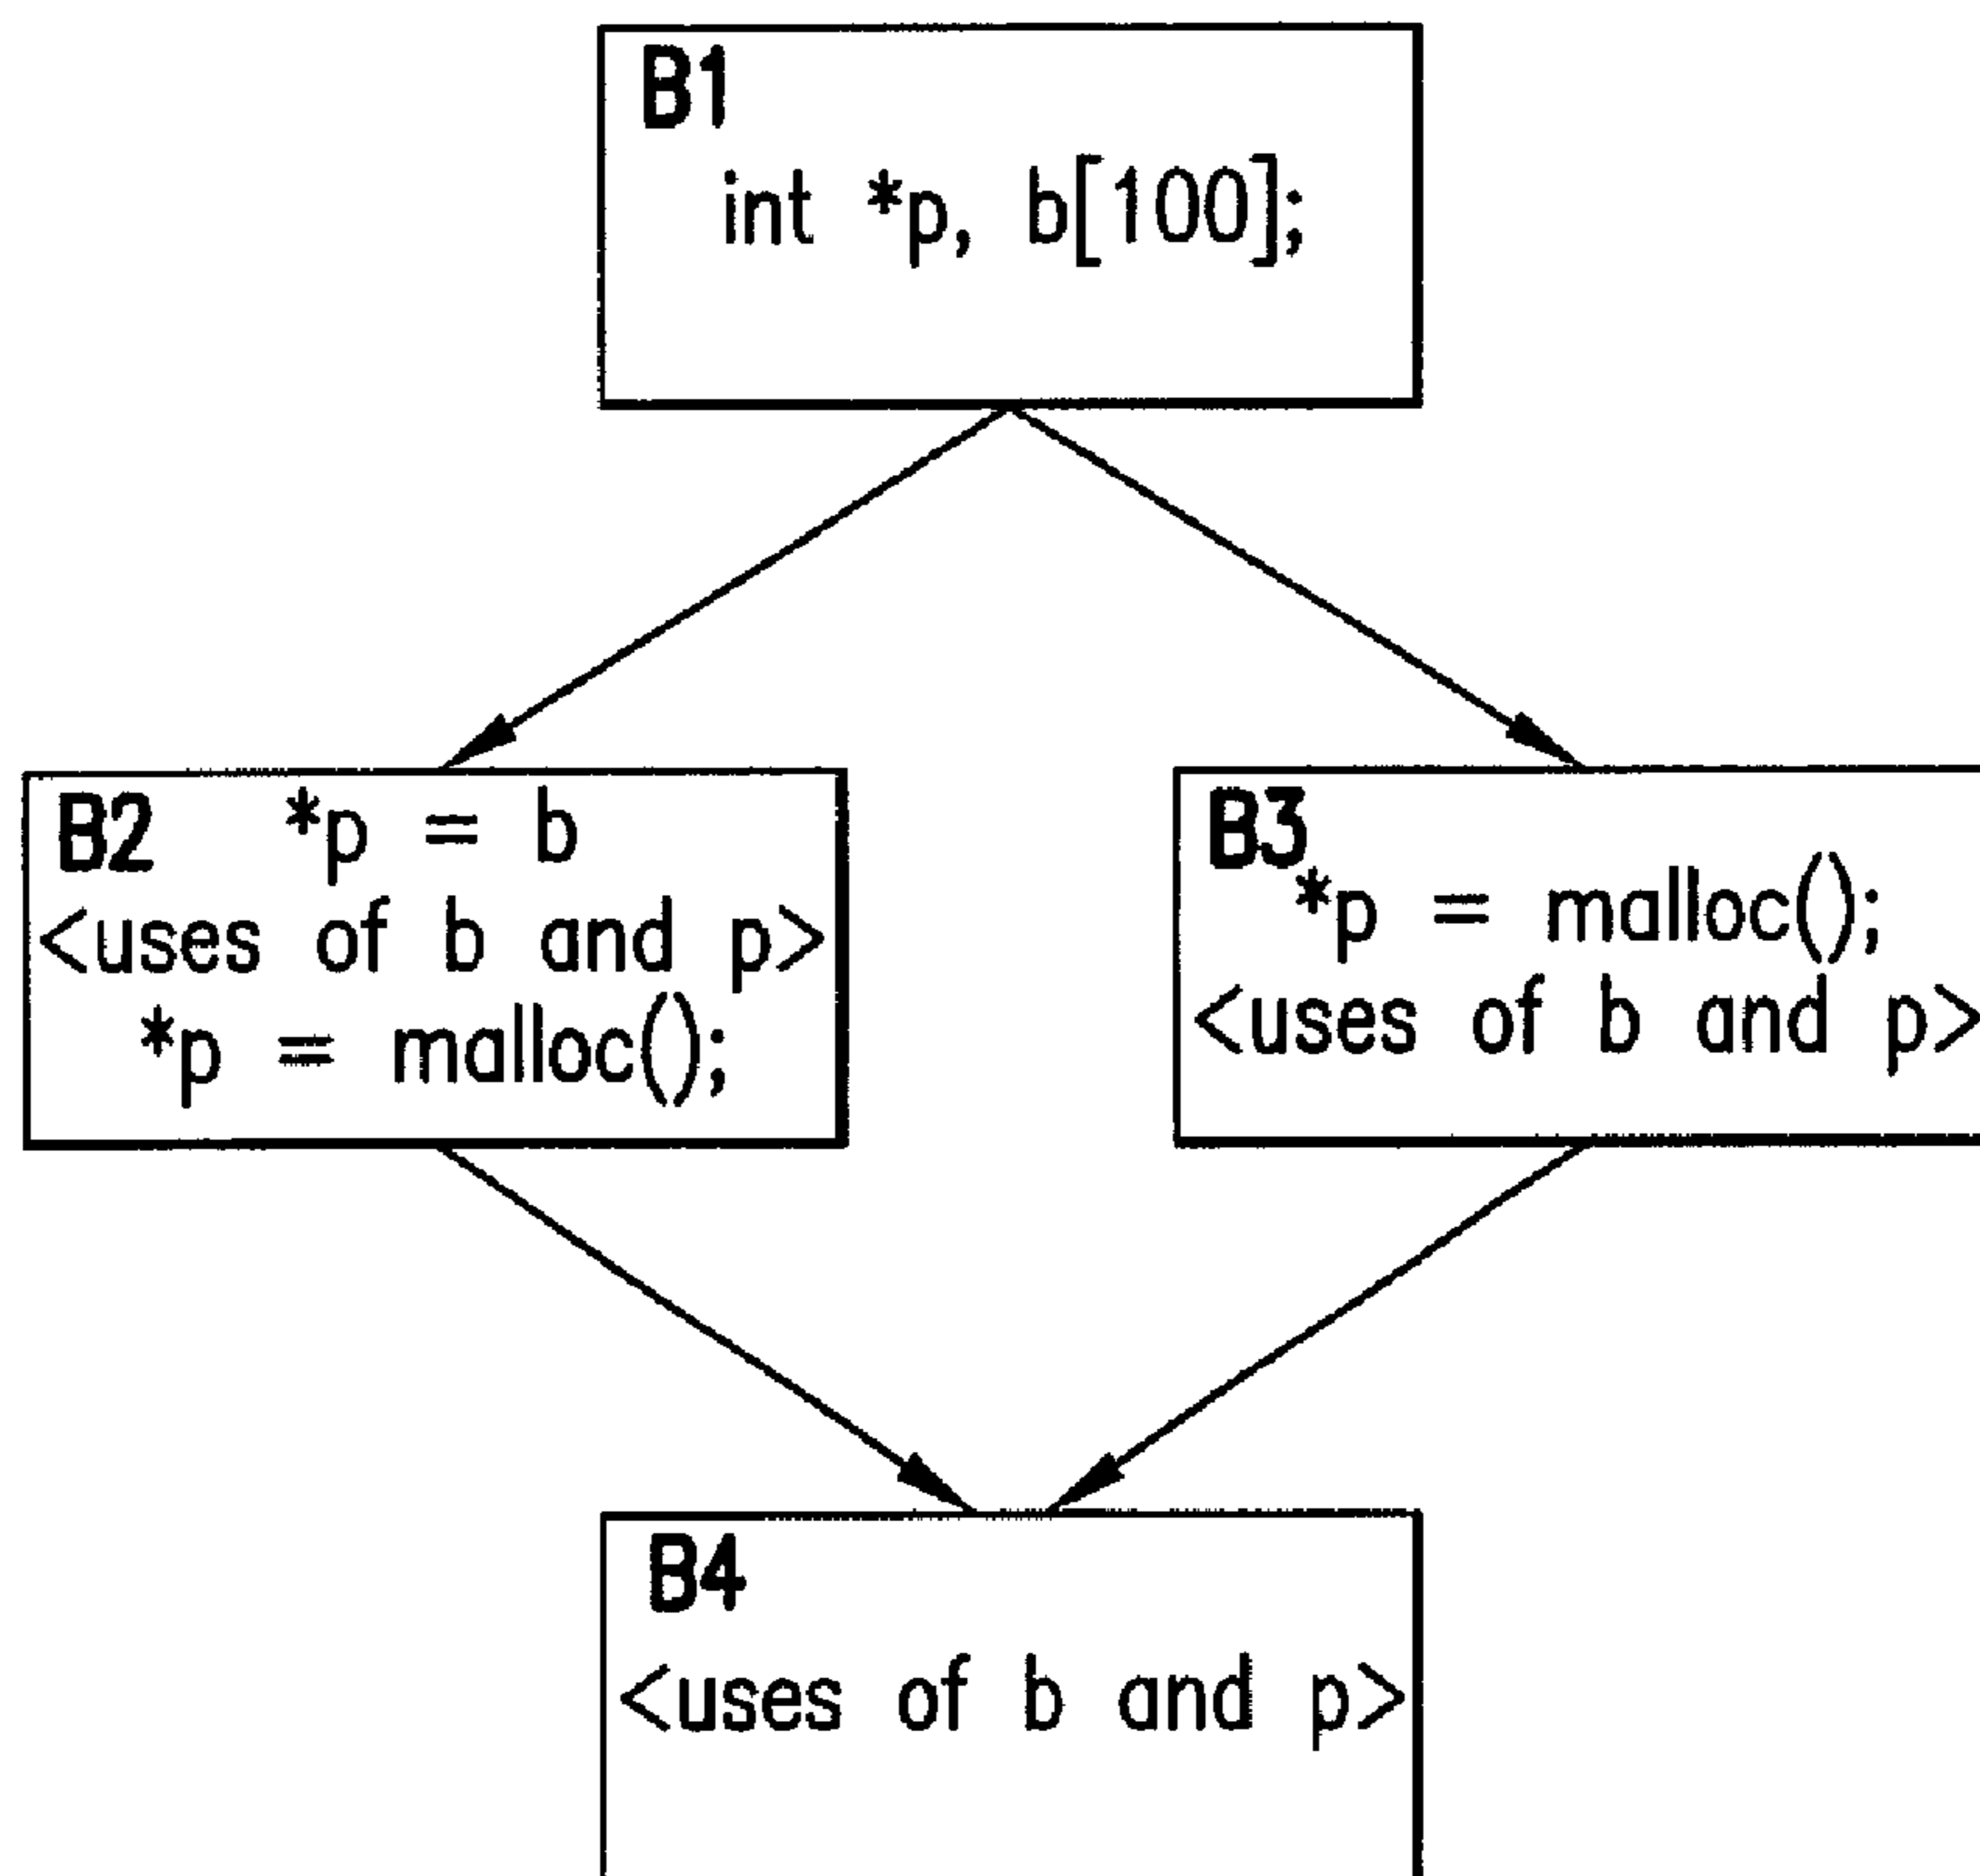 B1
int *p, b[100];
B2 *p = b
<uses of b and p>
*p = malloc();
B3
*p = malloc();
<uses of b and p>
B4
<uses of b and p>